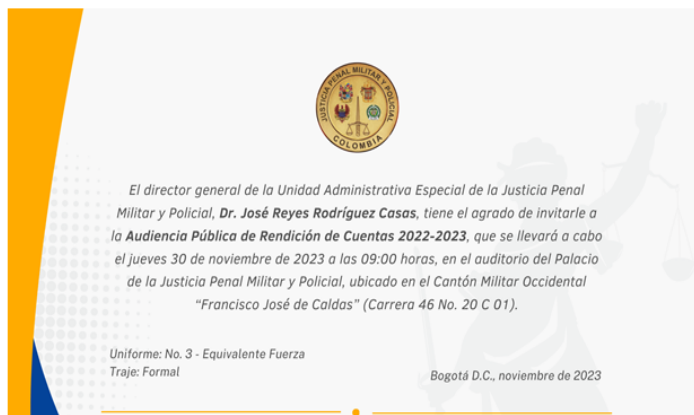 JUSTICIA PENAL MILITAR Y POLICIAL
COLOMBIA
El director general de la Unidad Administrativa Especial de la Justicia Penal
Militar y Policial, Dr. José Reyes Rodríguez Casas, tiene el agrado de invitarle a
la Audiencia Pública de Rendición de Cuentas 2022-2023, que se llevará a cabo
el jueves 30 de noviembre de 2023 a las 09:00 horas, en el auditorio del Palacio
de la Justicia Penal Militar y Policial, ubicado en el Cantón Militar Occidental
“Francisco José de Caldas” (Carrera 46 No. 20 C 01).
Uniforme: No. 3 - Equivalente Fuerza
Traje: Formal
Bogotá D.C., noviembre de 2023